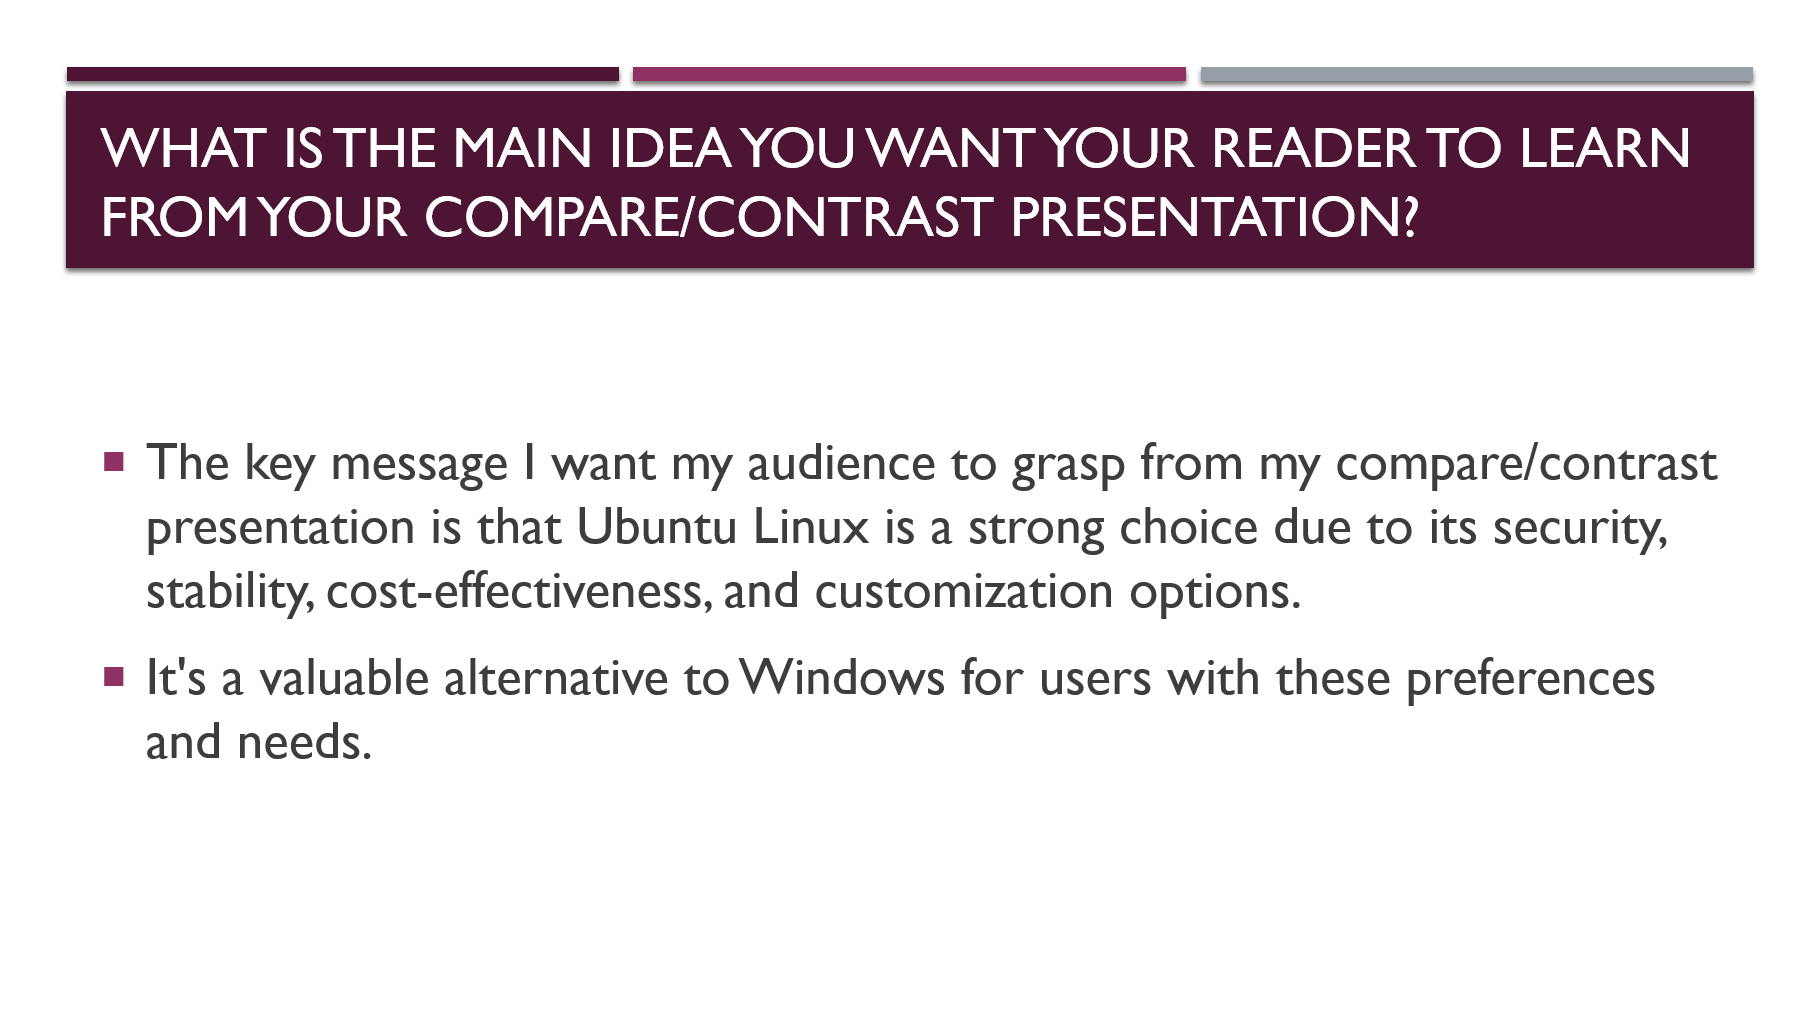 WHAT IS THE MAIN IDEA YOU WANT YOUR READER TO LEARN
FROM YOUR COMPARE/CONTRAST PRESENTATION?
The key message I want my audience to grasp from my compare/contrast
presentation is that Ubuntu Linux is a strong choice due to its security,
stability, cost-effectiveness, and customization options.
It's a valuable alternative to Windows for users with these preferences
and needs.